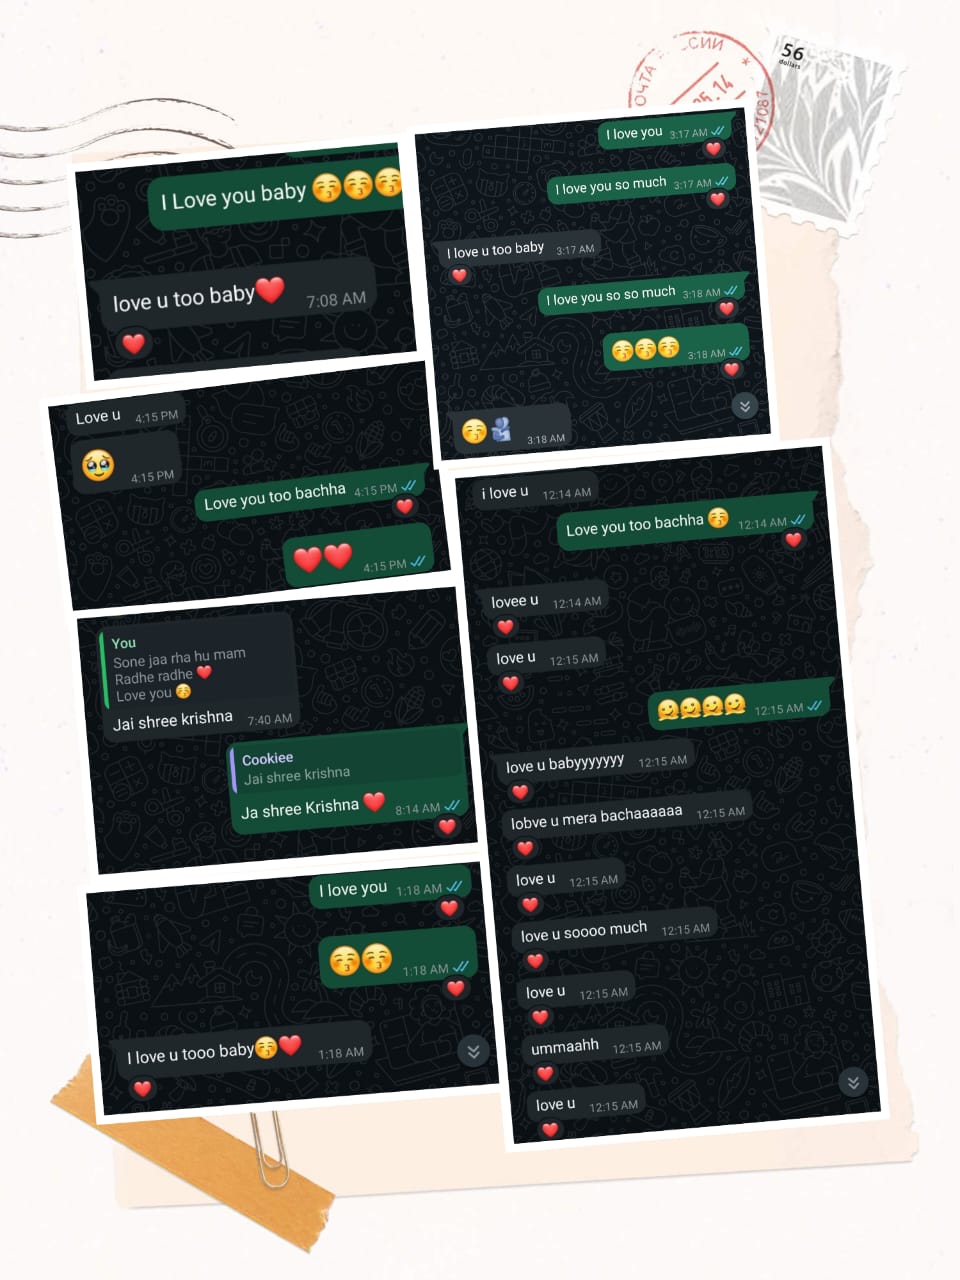 ПОЧТА РОССИИ
05.14
121087
56
dollars
I Love you baby 😚😚😚
love u too baby❤️ 7:08 AM
❤️
I love you 3:17 AM
❤️
I love you so much 3:17 AM
❤️
I love u too baby 3:17 AM
❤️
I love you so so much 3:18 AM
❤️
😚😚😚 3:18 AM
❤️
😚🫂 3:18 AM
Love u 4:15 PM
🥹 4:15 PM
Love you too bachha 4:15 PM
❤️
❤️❤️ 4:15 PM
You
Sone jaa rha hu mam
Radhe radhe ❤️
Love you 😚
Jai shree krishna 7:40 AM
Cookiee
Jai shree krishna
Ja shree Krishna ❤️ 8:14 AM
❤️
I love you 1:18 AM
❤️
😚😚 1:18 AM
❤️
I love u tooo baby😚❤️ 1:18 AM
❤️
i love u 12:14 AM
Love you too bachha 😚 12:14 AM
❤️
lovee u 12:14 AM
❤️
love u 12:15 AM
❤️
🤗🤗🤗🤗 12:15 AM
love u babyyyyyyy 12:15 AM
❤️
lobve u mera bachaaaaaa 12:15 AM
❤️
love u 12:15 AM
❤️
love u soooo much 12:15 AM
❤️
love u 12:15 AM
❤️
ummaahh 12:15 AM
❤️
love u 12:15 AM
❤️